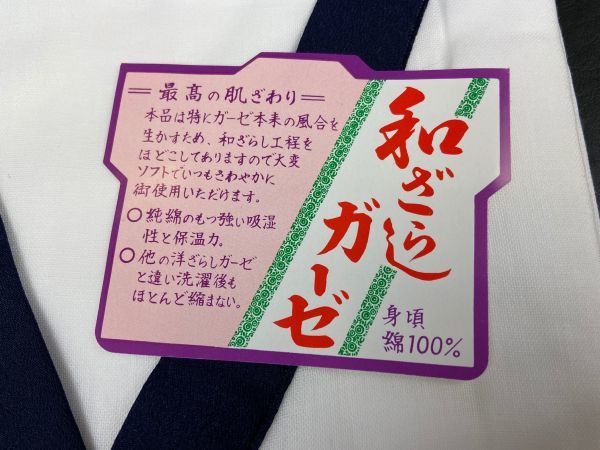 最高の肌ざわり
本品は特にガーゼ本来の風合を
生かすため、和ざらし工程を
ほどこしてありますので大変
ソフトでいつもさわやかに
御使用いただけます。
○純綿のもつ強い吸湿
性と保温力。
○他の洋ざらしガーゼ
と違い洗濯後も
ほとんど縮まない。
和ざらし
ガーゼ
身頃
綿100%